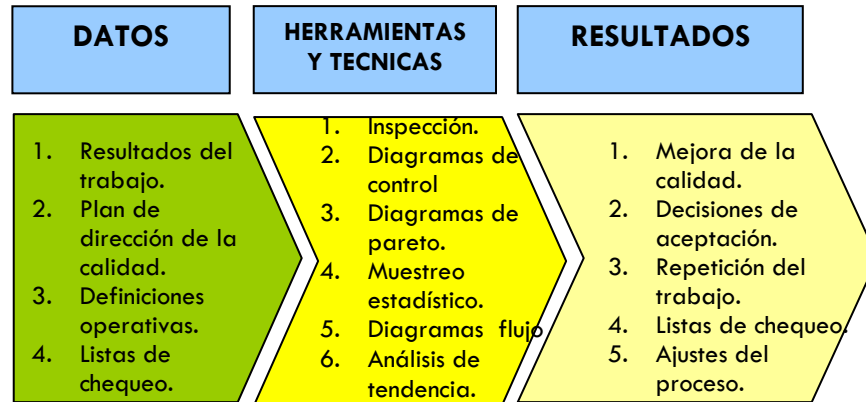 DATOS
1. Resultados del
trabajo.
2. Plan de
dirección de la
calidad.
3. Definiciones
operativas.
4. Listas de
chequeo.
HERRAMIENTAS
Y TECNICAS
1. Inspección.
2. Diagramas de
control
3. Diagramas de
pareto.
4. Muestreo
estadístico.
5. Diagramas flujo
6. Análisis de
tendencia.
RESULTADOS
1. Mejora de la
calidad.
2. Decisiones de
aceptación.
3. Repetición del
trabajo.
4. Listas de chequeo.
5. Ajustes del
proceso.